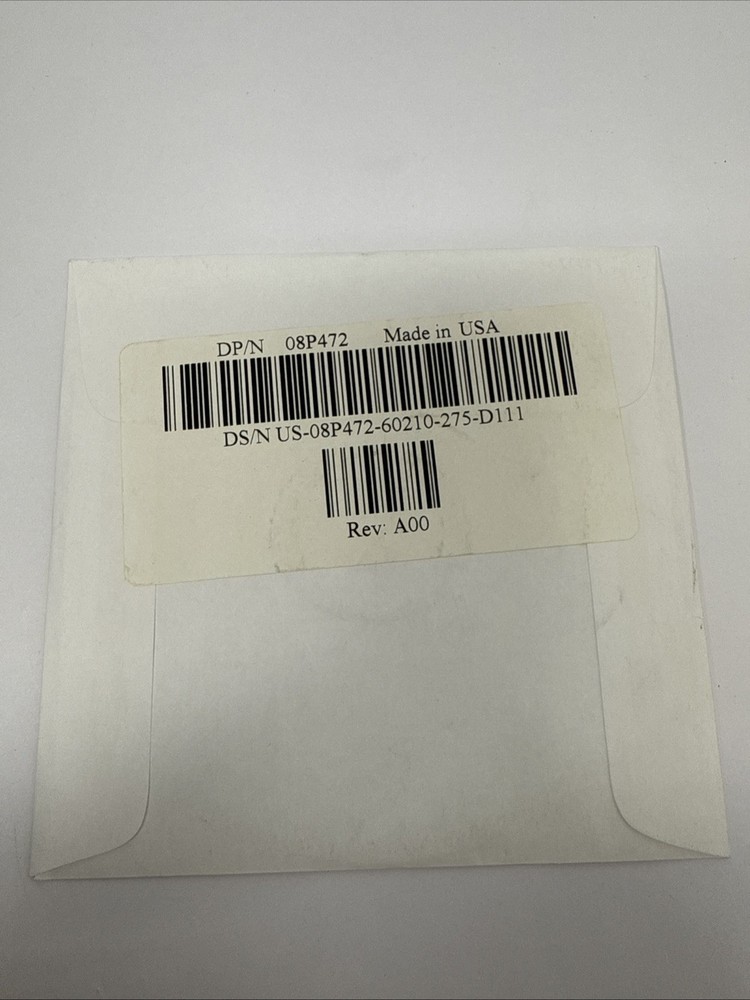 DP/N 08P472 Made in USA
DS/N US-08P472-60210-275-D111
Rev: A00